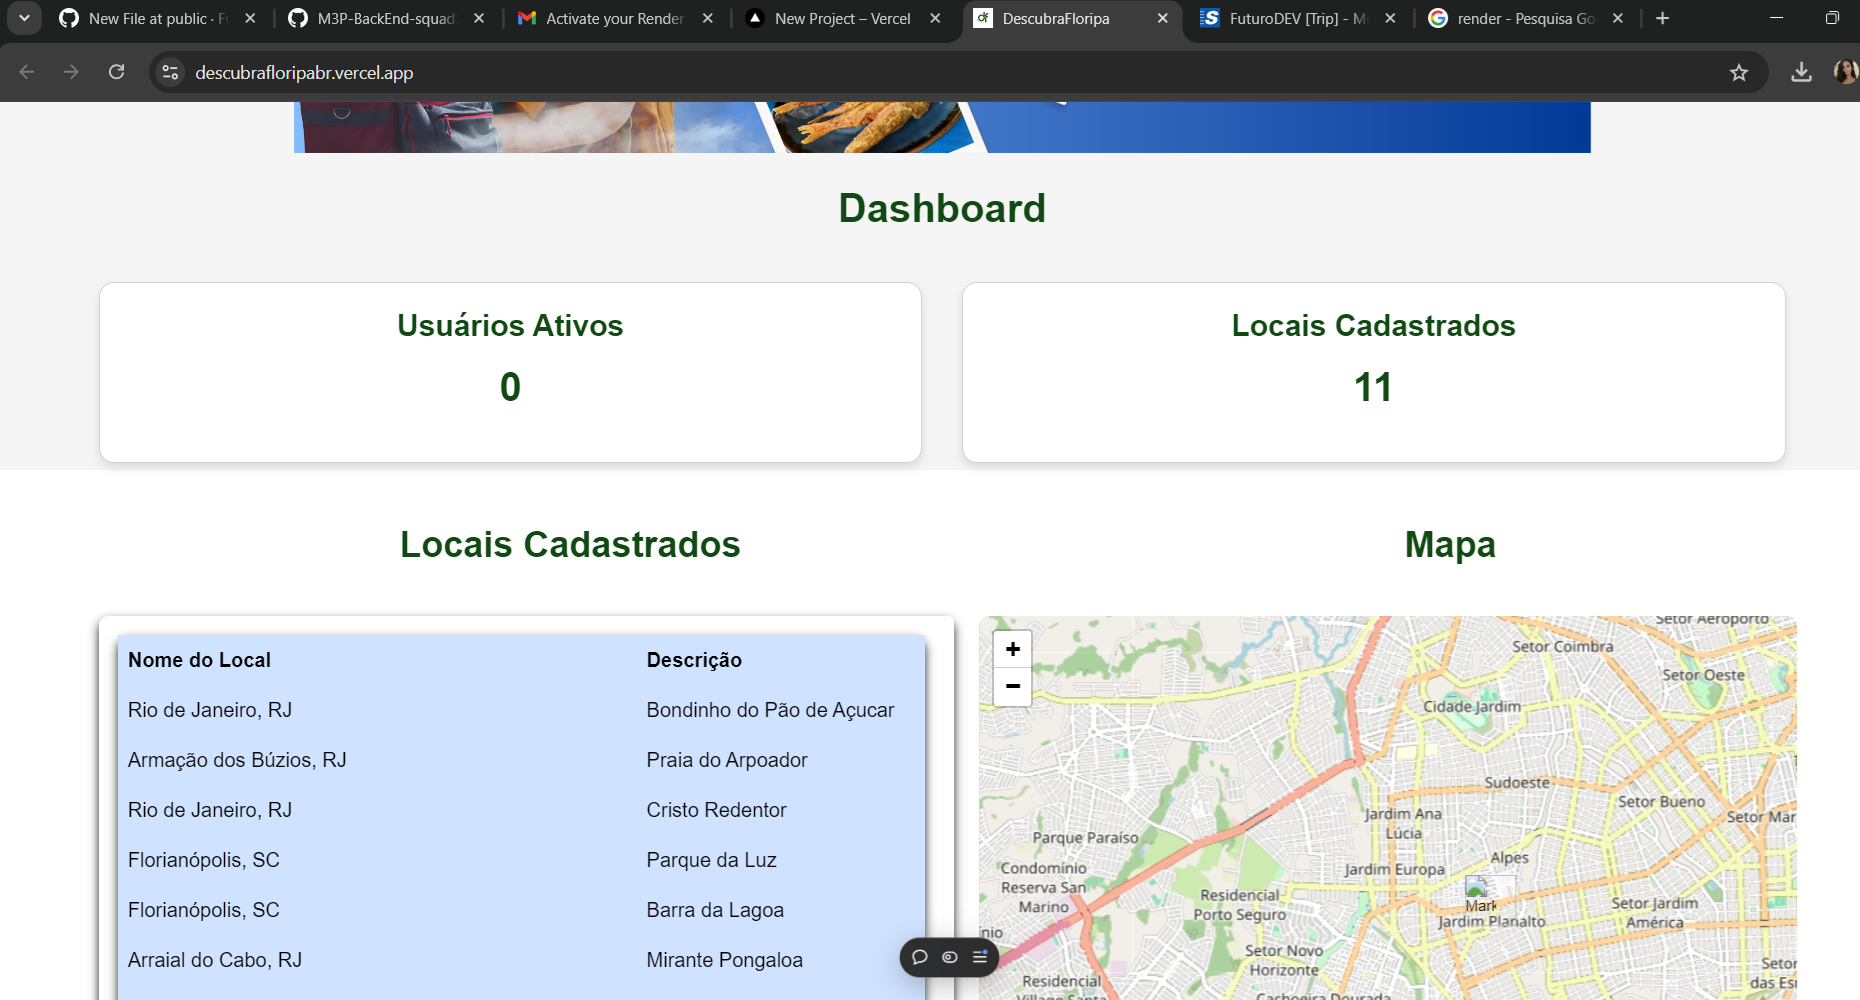 New File at public · F
M3P-BackEnd-squad
Activate your Render
New Project – Vercel
DescubraFloripa
FuturoDEV [Trip] - M
render - Pesquisa Go
descubrafloripabr.vercel.app
Dashboard
Usuários Ativos
0
Locais Cadastrados
11
Locais Cadastrados
Mapa
Nome do Local Descrição
Rio de Janeiro, RJ Bondinho do Pão de Açucar
Armação dos Búzios, RJ Praia do Arpoador
Rio de Janeiro, RJ Cristo Redentor
Florianópolis, SC Parque da Luz
Florianópolis, SC Barra da Lagoa
Arraial do Cabo, RJ Mirante Pongaloa
+
−
Setor Aeroporto
Setor Coimbra
Setor Oeste
Cidade Jardim
Sudoeste
Setor Bueno
Setor Mar
Jardim Ana
Lúcia
Parque Paraíso
Alpes
Jardim Europa
Condomínio
Reserva San
Marino
Residencial
Porto Seguro
Mark
Jardim Planalto
Setor Jardim
América
nio
Setor Novo
Horizonte
Setor
das Es
Residencial
Village Santa
Cachoeira Dourada